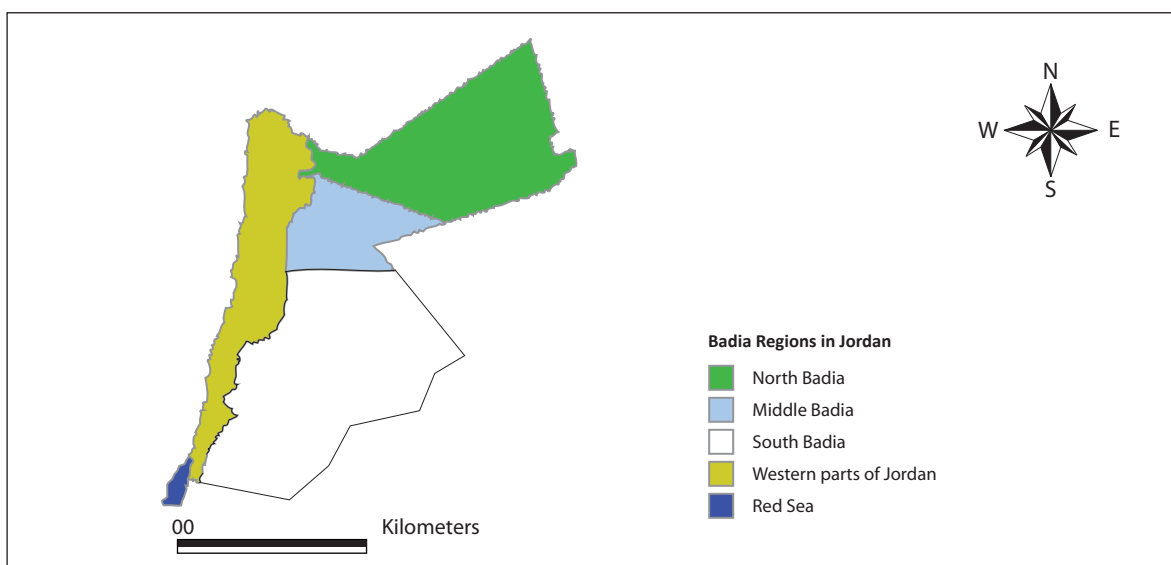 N
W E
S
Badia Regions in Jordan
North Badia
Middle Badia
South Badia
Western parts of Jordan
Red Sea
00 Kilometers